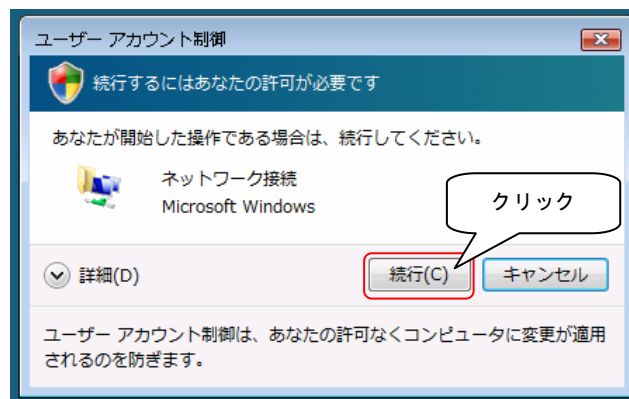 ユーザー アカウント制御
続行するにはあなたの許可が必要です
あなたが開始した操作である場合は、続行してください。
ネットワーク接続
Microsoft Windows
クリック
詳細(D)
続行(C)
キャンセル
ユーザー アカウント制御は、あなたの許可なくコンピュータに変更が適用
されるのを防ぎます。